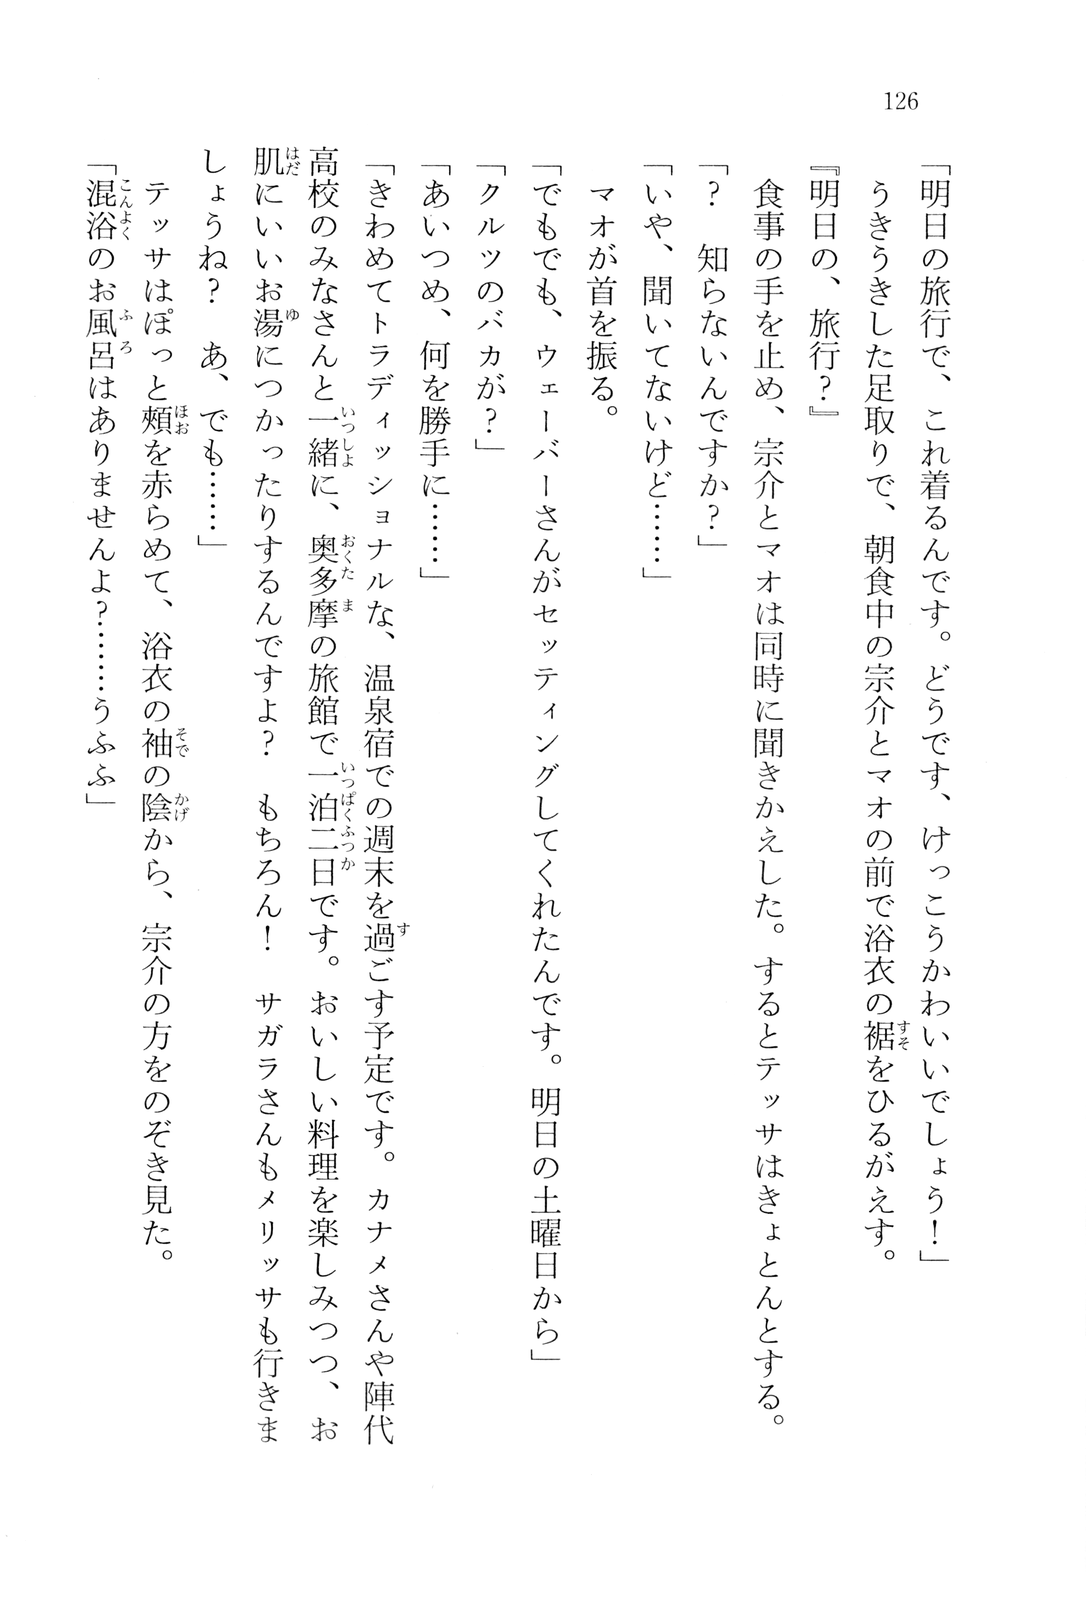 126
「明日の旅行で、これ着るんです。どうです、けっこうかわいいでしょう！」
うきうきした足取りで、朝食中の宗介とマオの前で浴衣の裾をひるがえす。
『明日の、旅行？』
食事の手を止め、宗介とマオは同時に聞きかえした。するとテッサはきょとんとする。
「？　知らないんですか？」
「いや、聞いてないけど……」
マオが首を振る。
「でもでも、ウェーバーさんがセッティングしてくれたんです。明日の土曜日から」
「クルツのバカが？」
「あいつめ、何を勝手に……」
「きわめてトラディッショナルな、温泉宿での週末を過ごす予定です。カナメさんや陣代
高校のみなさんと一緒に、奥多摩の旅館で一泊二日です。おいしい料理を楽しみつつ、お
肌にいいお湯につかったりするんですよ？　もちろん！　サガラさんもメリッサも行きま
しょうね？　あ、でも……」
テッサはぽっと頬を赤らめて、浴衣の袖の陰から、宗介の方をのぞき見た。
「混浴のお風呂はありませんよ？……うふふ」